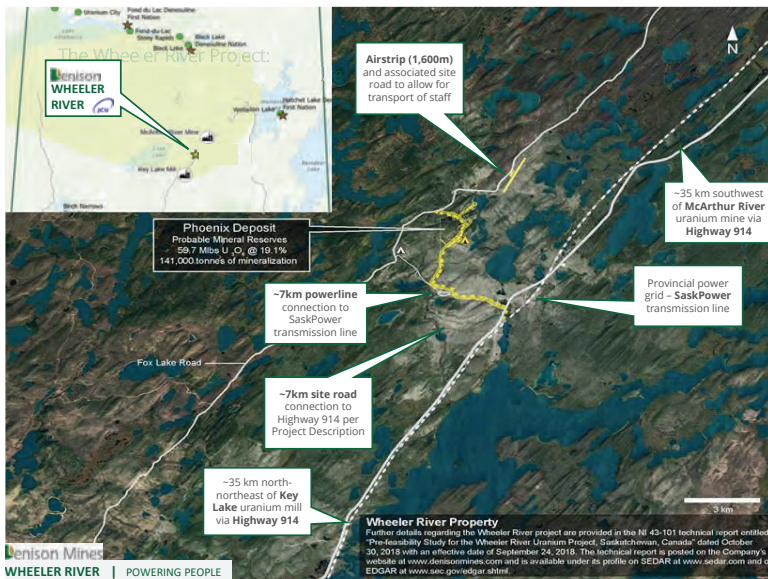 Uranium City
Fond du Lac Denesuline
First Nation
Fond-du-Lac
Stony Rapids
Black Lake
Denesuline Nation
Black Lake
The Wheeler River Project:
Denison
WHEELER
RIVER
jcu
Hatchet Lake De
First Nation
Wollaston Lake
McArthur River Mine
Key Lake Mill
Birch Narrows
Airstrip (1,600m)
and associated site
road to allow for
transport of staff
N
~35 km southwest
of McArthur River
uranium mine via
Highway 914
Phoenix Deposit
Probable Mineral Reserves
59.7 Mlbs U3O8 @ 19.1%
141,000 tonnes of mineralization
~7km powerline
connection to
SaskPower
transmission line
Provincial power
grid – SaskPower
transmission line
Fox Lake Road
~7km site road
connection to
Highway 914 per
Project Description
~35 km north-
northeast of Key
Lake uranium mill
via Highway 914
3 km
Wheeler River Property
Further details regarding the Wheeler River project are provided in the NI 43-101 technical report entitled
"Pre-feasibility Study for the Wheeler River Uranium Project, Saskatchewan, Canada" dated October
30, 2018 with an effective date of September 24, 2018. The technical report is posted on the Company's
website at www.denisonmines.com and is available under its profile on SEDAR at www.sedar.com and o
EDGAR at www.sec.gov/edgar.shtml.
Denison Mines
WHEELER RIVER | POWERING PEOPLE